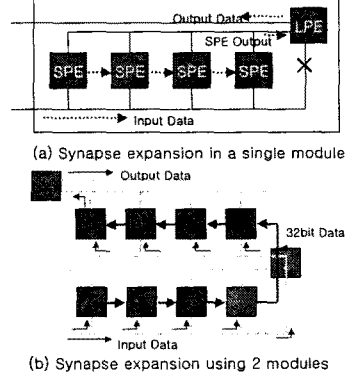 Output Data
LPE
SPE Output
SPE SPE SPE SPE
Input Data
(a) Synapse expansion in a single module
Output Data
32bit Data
Input Data
(b) Synapse expansion using 2 modules